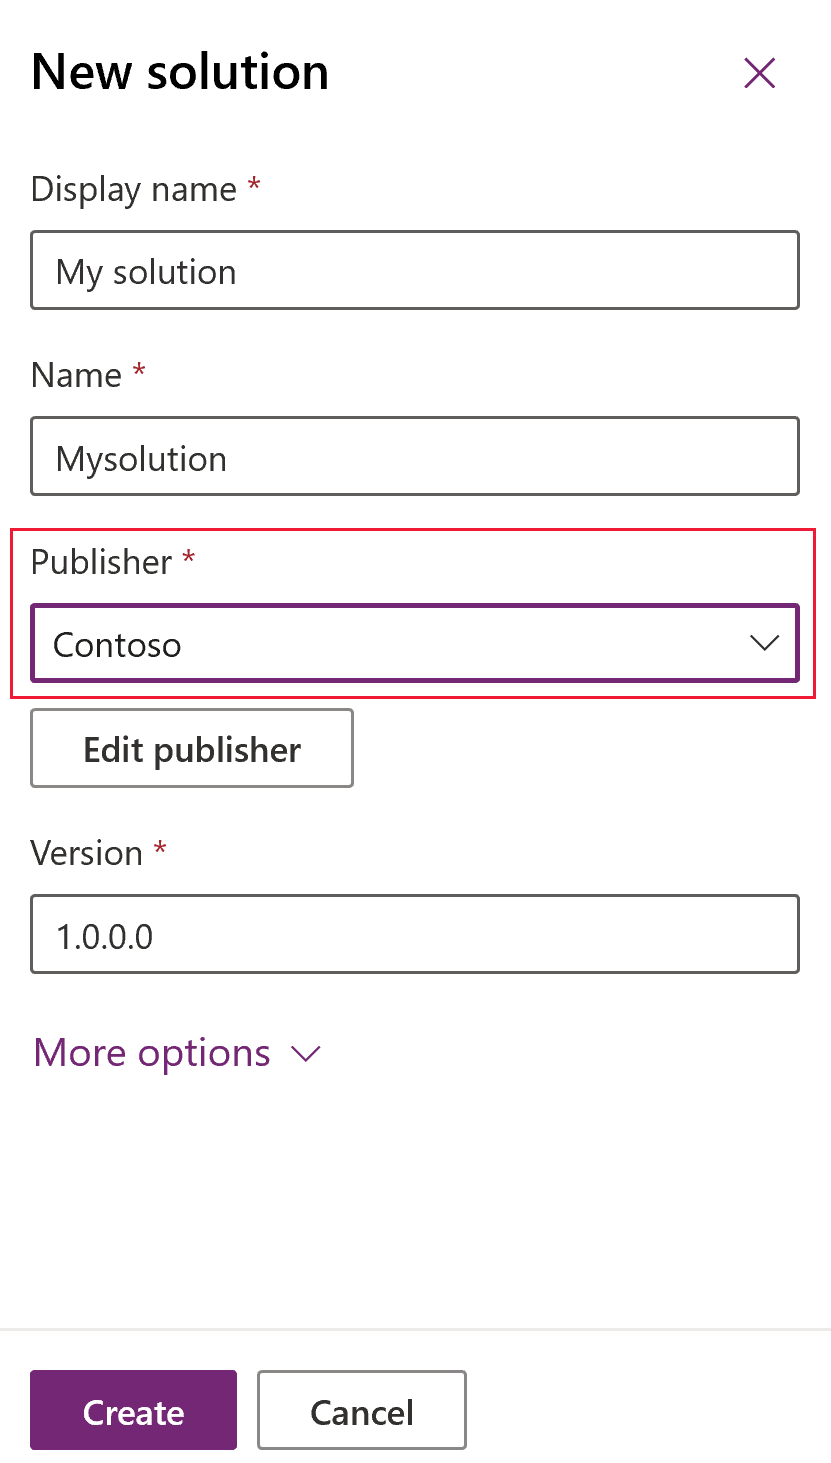 New solution
Display name *
My solution
Name *
Mysolution
Publisher *
Contoso
Edit publisher
Version *
1.0.0.0
More options
Create
Cancel